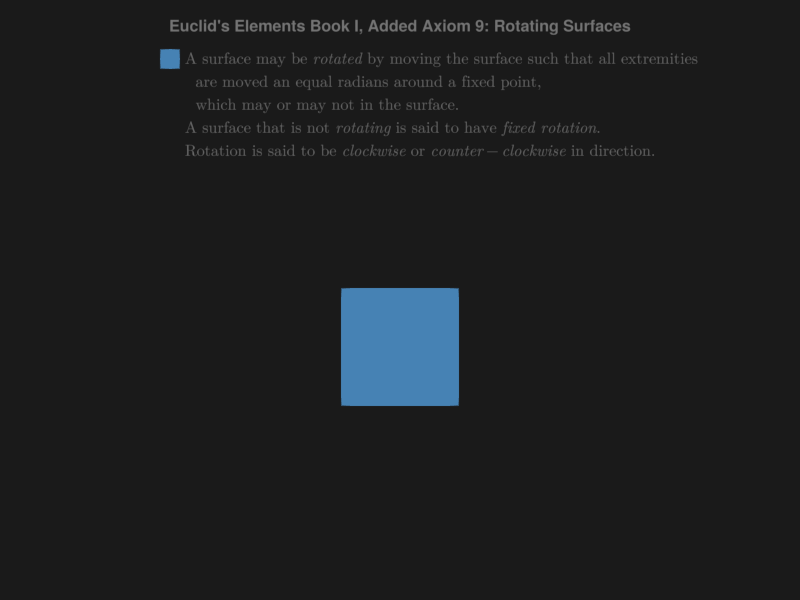 Euclid's Elements Book I, Added Axiom 9: Rotating Surfaces
A surface may be rotated by moving the surface such that all extremities
are moved an equal radians around a fixed point,
which may or may not in the surface.
A surface that is not rotating is said to have fixed rotation.
Rotation is said to be clockwise or counter − clockwise in direction.